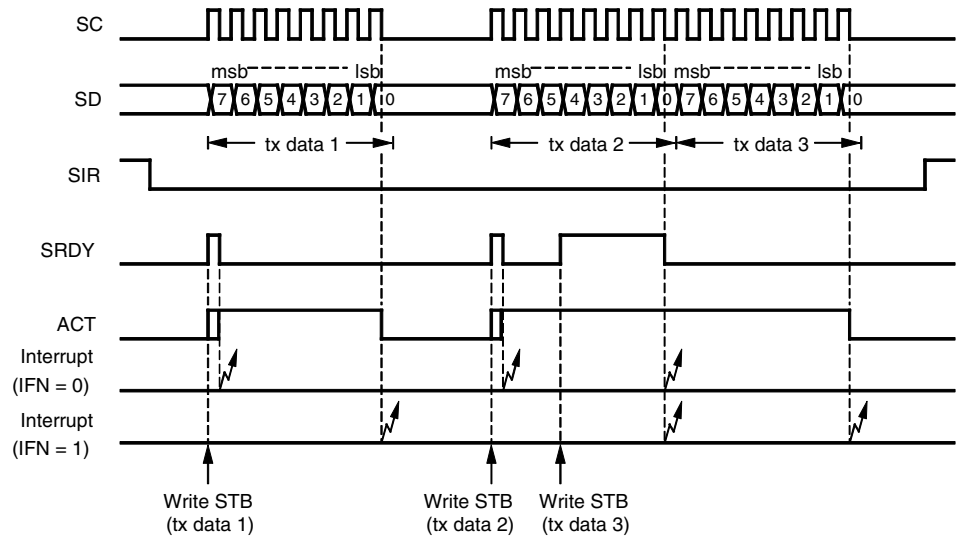 SC
msb lsb msb lsb msb lsb
SD 7 6 5 4 3 2 1 0 7 6 5 4 3 2 1 0 7 6 5 4 3 2 1 0
tx data 1 tx data 2 tx data 3
SIR
SRDY
ACT
Interrupt
(IFN = 0)
Interrupt
(IFN = 1)
Write STB Write STB Write STB
(tx data 1) (tx data 2) (tx data 3)